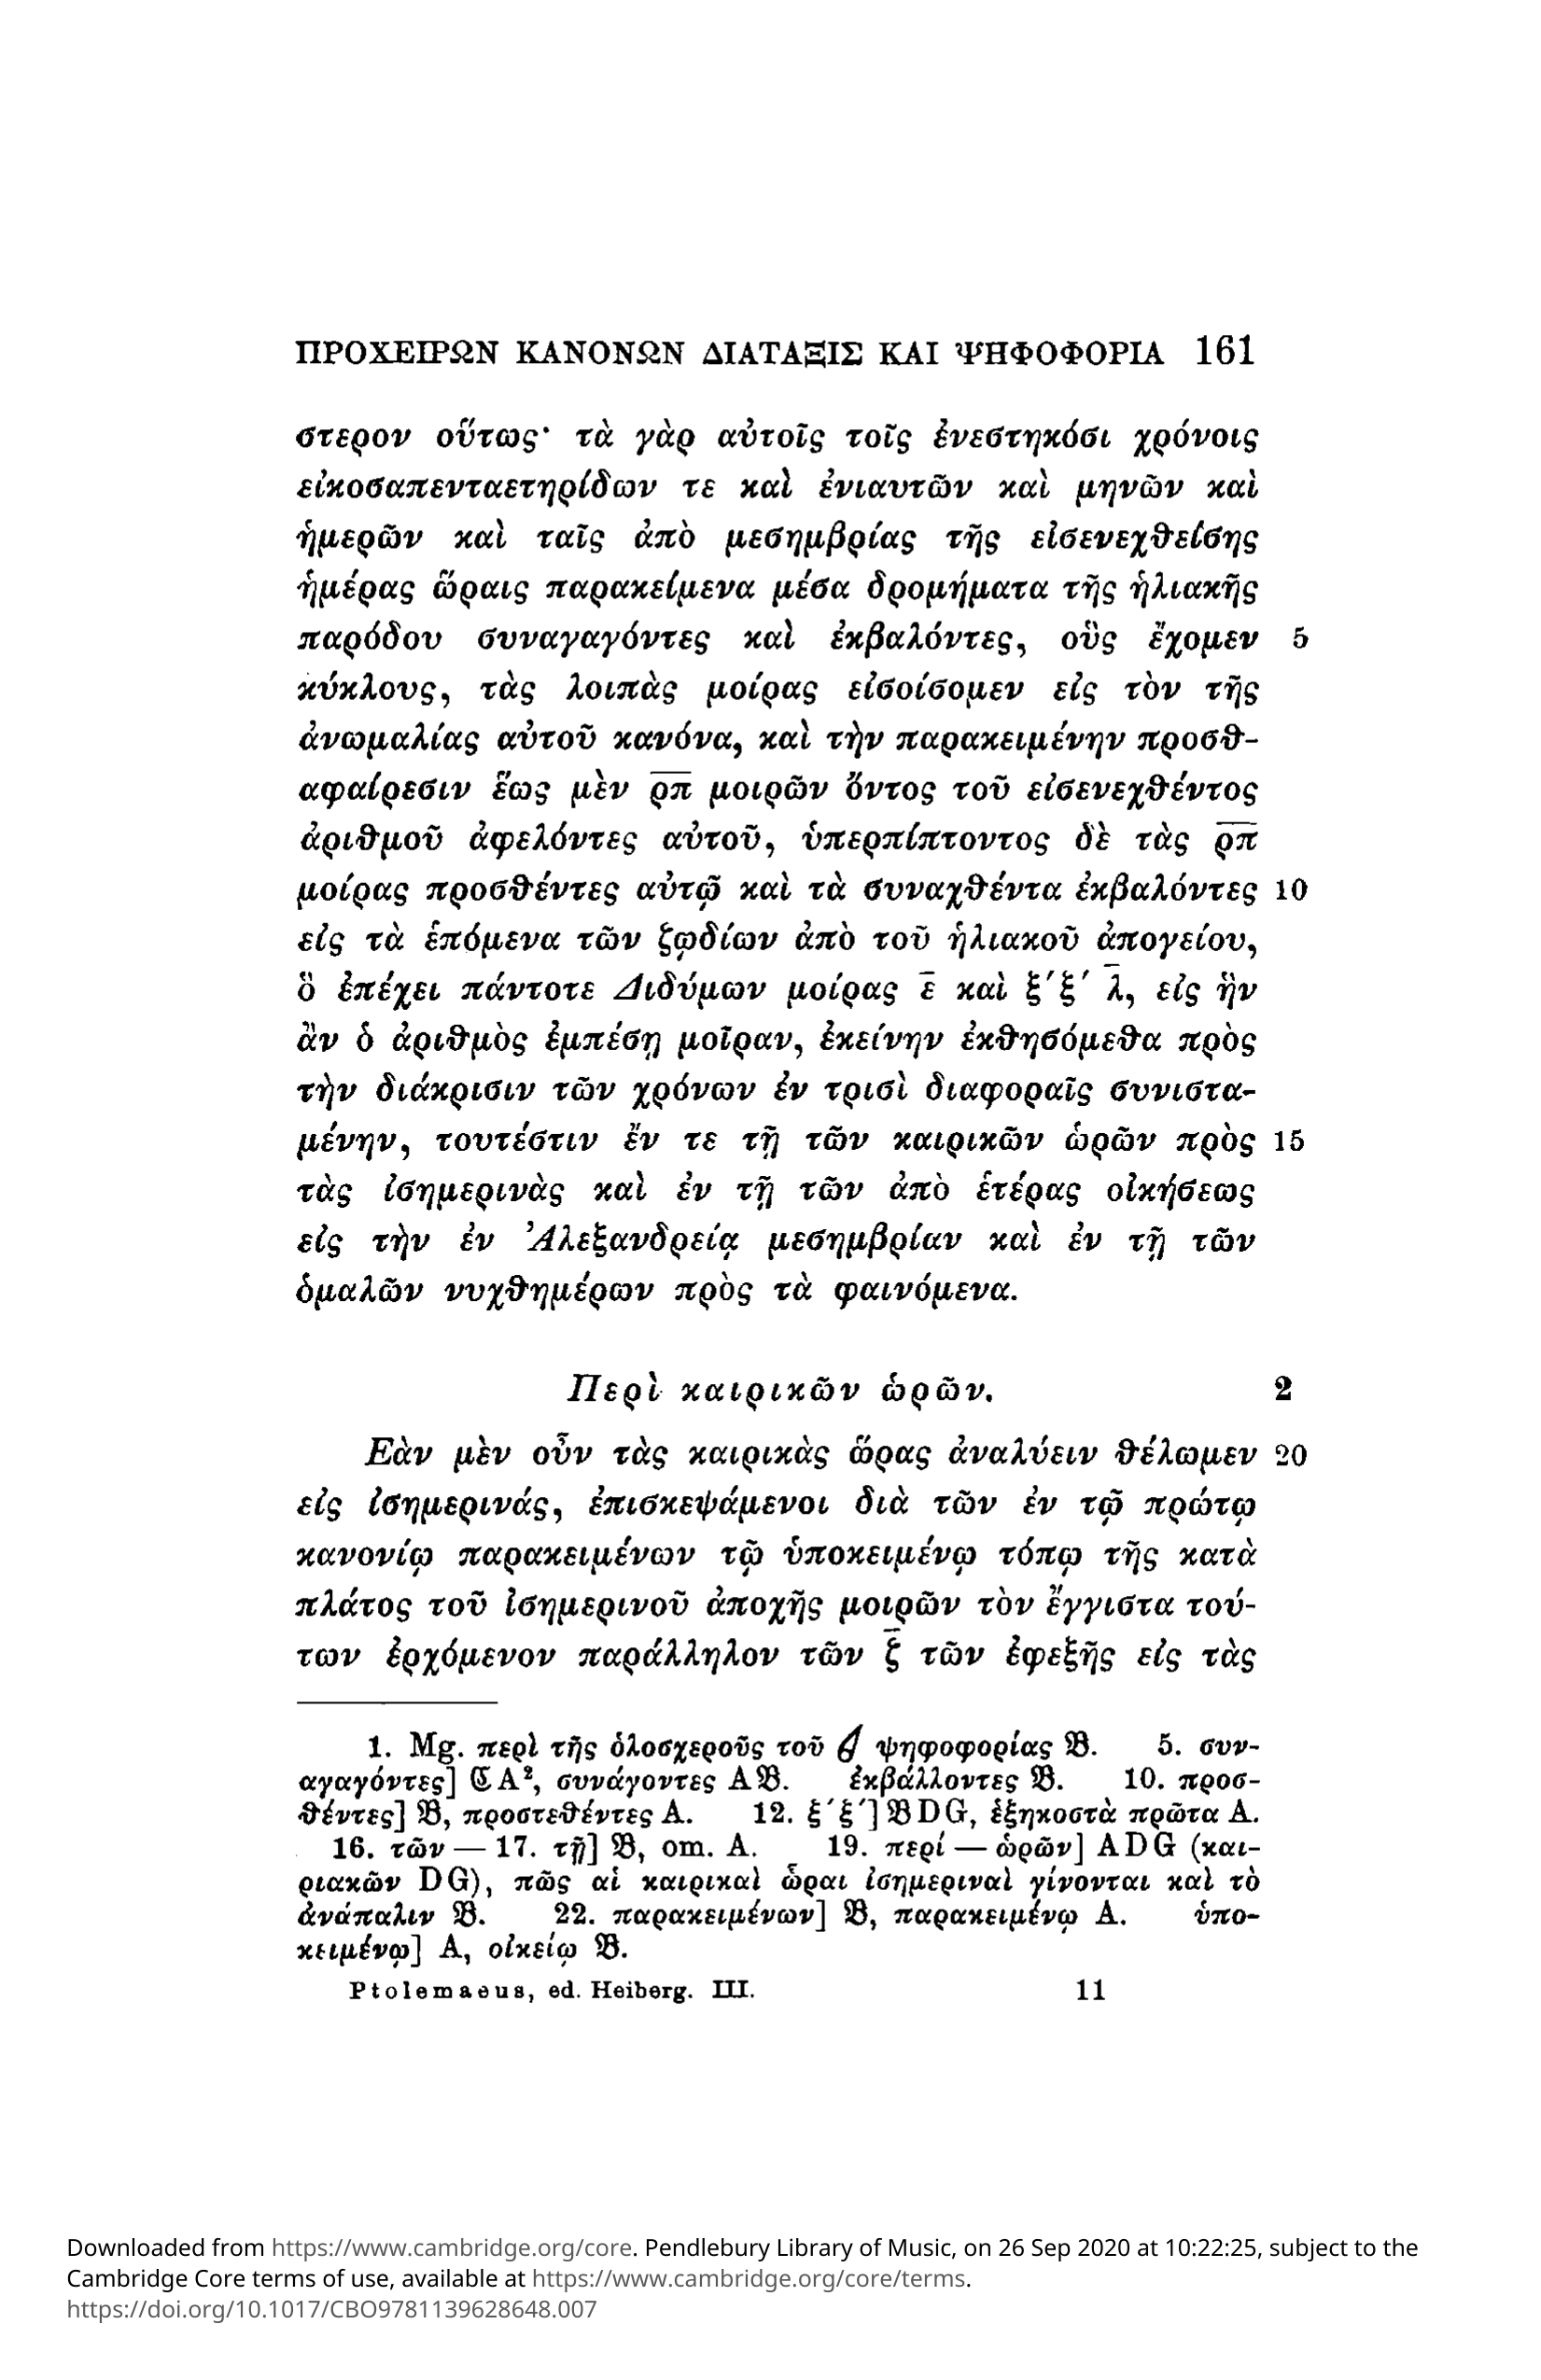 ΠΡΟΧΕΙΡΩΝ ΚΑΝΟΝΩΝ ΔΙΑΤΑΞΙΣ ΚΑΙ ΨΗΦΟΦΟΡΙΑ 161
στερον οὕτως· τὰ γὰρ αὐτοῖς τοῖς ἐνεστηκόσι χρόνοις
εἰκοσαπενταετηρίδων τε καὶ ἐνιαυτῶν καὶ μηνῶν καὶ
ἡμερῶν καὶ ταῖς ἀπὸ μεσημβρίας τῆς εἰσενεχθείσης
ἡμέρας ὥραις παρακείμενα μέσα δρομήματα τῆς ἡλιακῆς
παρόδου συναγαγόντες καὶ ἐκβαλόντες, οὓς ἔχομεν 5
κύκλους, τὰς λοιπὰς μοίρας εἰσοίσομεν εἰς τὸν τῆς
ἀνωμαλίας αὐτοῦ κανόνα, καὶ τὴν παρακειμένην προσθ-
αφαίρεσιν ἕως μὲν ρ̅π̅ μοιρῶν ὄντος τοῦ εἰσενεχθέντος
ἀριθμοῦ ἀφελόντες αὐτοῦ, ὑπερπίπτοντος δὲ τὰς ρ̅π̅
μοίρας προσθέντες αὐτῷ καὶ τὰ συναχθέντα ἐκβαλόντες 10
εἰς τὰ ἑπόμενα τῶν ζῳδίων ἀπὸ τοῦ ἡλιακοῦ ἀπογείου,
ὃ ἐπέχει πάντοτε Διδύμων μοίρας ε̅ καὶ ξ′ξ′ λ̅, εἰς ἣν
ἂν ὁ ἀριθμὸς ἐμπέσῃ μοῖραν, ἐκείνην ἐκθησόμεθα πρὸς
τὴν διάκρισιν τῶν χρόνων ἐν τρισὶ διαφοραῖς συνιστα-
μένην, τουτέστιν ἔν τε τῇ τῶν καιρικῶν ὡρῶν πρὸς 15
τὰς ἰσημερινὰς καὶ ἐν τῇ τῶν ἀπὸ ἑτέρας οἰκήσεως
εἰς τὴν ἐν Ἀλεξανδρείᾳ μεσημβρίαν καὶ ἐν τῇ τῶν
ὁμαλῶν νυχθημέρων πρὸς τὰ φαινόμενα.
Περὶ καιρικῶν ὡρῶν. 2
Ἐὰν μὲν οὖν τὰς καιρικὰς ὥρας ἀναλύειν θέλωμεν 20
εἰς ἰσημερινάς, ἐπισκεψάμενοι διὰ τῶν ἐν τῷ πρώτῳ
κανονίῳ παρακειμένων τῷ ὑποκειμένῳ τόπῳ τῆς κατὰ
πλάτος τοῦ ἰσημερινοῦ ἀποχῆς μοιρῶν τὸν ἔγγιστα τού-
των ἐρχόμενον παράλληλον τῶν ζ̅ τῶν ἐφεξῆς εἰς τὰς
1. Mg. περὶ τῆς ὁλοσχεροῦς τοῦ ψηφοφορίας 𝔅. 5. συν-
αγαγόντες] ℭA², συνάγοντες A𝔅. ἐκβάλλοντες 𝔅. 10. προσ-
θέντες] 𝔅, προστεθέντες A. 12. ξ′ξ′] 𝔅DG, ἑξηκοστὰ πρῶτα A.
16. τῶν — 17. τῇ] 𝔅, om. A. 19. περί — ὡρῶν] ADG (και-
ριακῶν DG), πῶς αἱ καιρικαὶ ὧραι ἰσημεριναὶ γίνονται καὶ τὸ
ἀνάπαλιν 𝔅. 22. παρακειμένων] 𝔅, παρακειμένῳ A. ὑπο-
κειμένῳ] A, οἰκείῳ 𝔅.
Ptolemaeus, ed. Heiberg. III. 11
Downloaded from https://www.cambridge.org/core. Pendlebury Library of Music, on 26 Sep 2020 at 10:22:25, subject to the
Cambridge Core terms of use, available at https://www.cambridge.org/core/terms.
https://doi.org/10.1017/CBO9781139628648.007